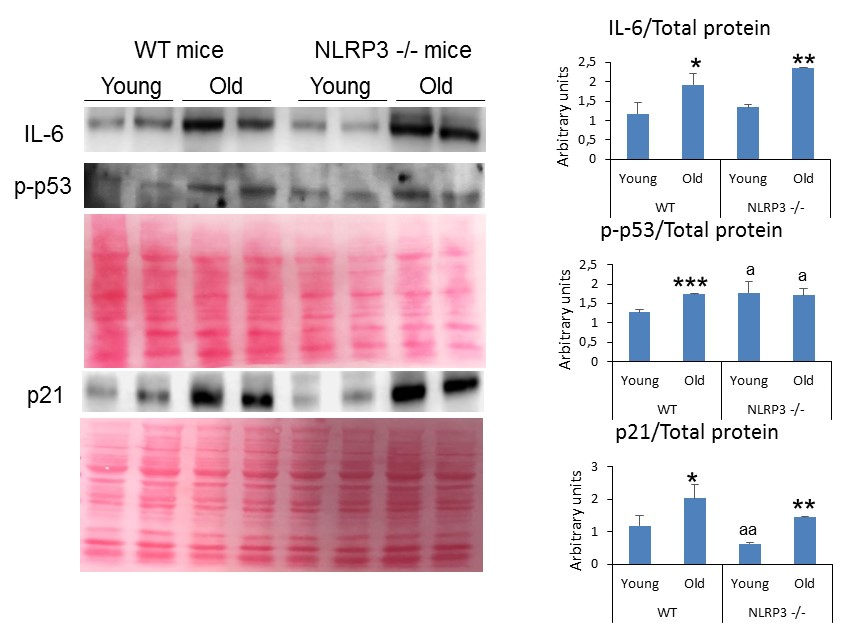 WT mice NLRP3 -/- mice
Young Old Young Old
IL-6
p-p53
p21
IL-6/Total protein
Arbitrary units
2,5
2
1,5
1
0,5
0
* **
Young Old Young Old
WT NLRP3 -/-
p-p53/Total protein
Arbitrary units
2,5
2
1,5
1
0,5
0
*** a a
Young Old Young Old
WT NLRP3 -/-
p21/Total protein
Arbitrary units
3
2
1
0
* aa **
Young Old Young Old
WT NLRP3 -/-